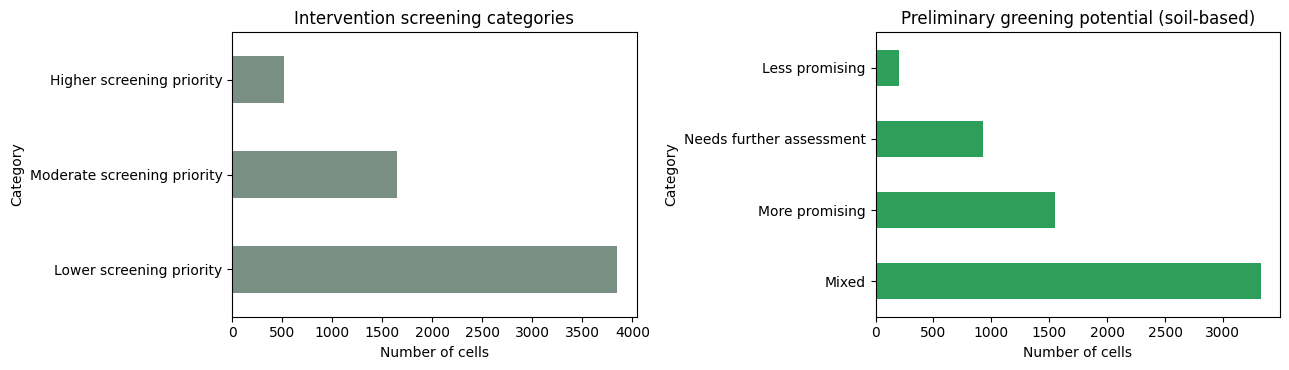 Intervention screening categories
Higher screening priority
Moderate screening priority
Lower screening priority
Category
0 500 1000 1500 2000 2500 3000 3500 4000
Number of cells
Preliminary greening potential (soil-based)
Less promising
Needs further assessment
More promising
Mixed
Category
0 500 1000 1500 2000 2500 3000
Number of cells